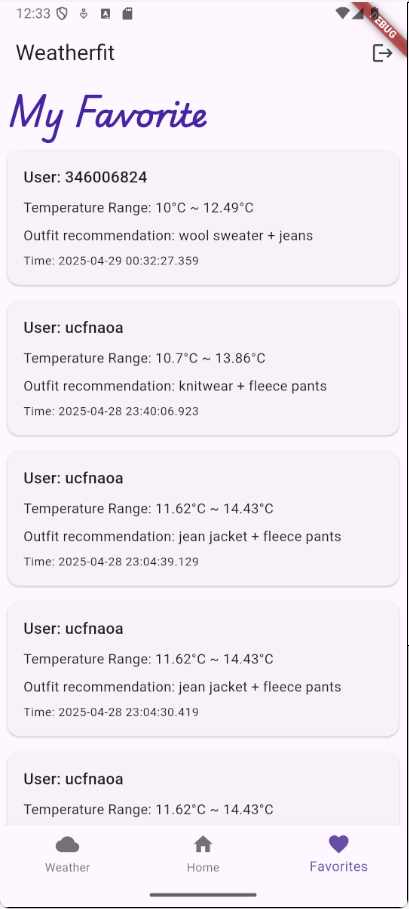 12:33
DEBUG
Weatherfit
My Favorite
User: 346006824
Temperature Range: 10°C ~ 12.49°C
Outfit recommendation: wool sweater + jeans
Time: 2025-04-29 00:32:27.359
User: ucfnaoa
Temperature Range: 10.7°C ~ 13.86°C
Outfit recommendation: knitwear + fleece pants
Time: 2025-04-28 23:40:06.923
User: ucfnaoa
Temperature Range: 11.62°C ~ 14.43°C
Outfit recommendation: jean jacket + fleece pants
Time: 2025-04-28 23:04:39.129
User: ucfnaoa
Temperature Range: 11.62°C ~ 14.43°C
Outfit recommendation: jean jacket + fleece pants
Time: 2025-04-28 23:04:30.419
User: ucfnaoa
Temperature Range: 11.62°C ~ 14.43°C
Weather
Home
Favorites